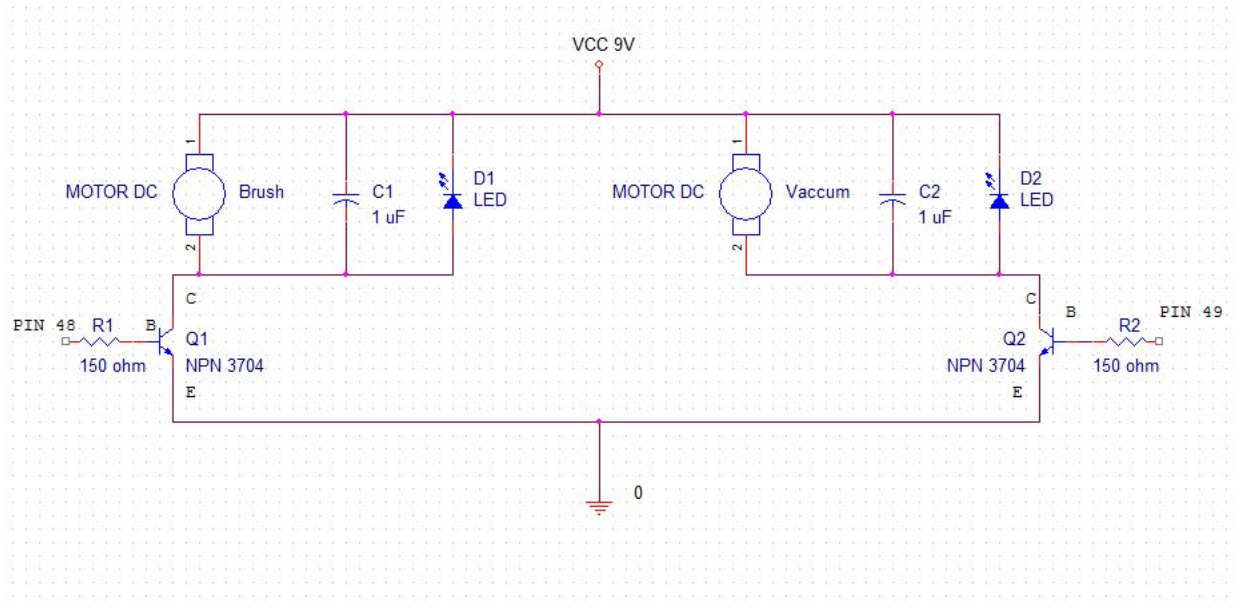 VCC 9V
1
MOTOR DC
Brush
2
C1
1 uF
D1
LED
1
MOTOR DC
Vaccum
2
C2
1 uF
D2
LED
PIN 48
R1
150 ohm
B
C
Q1
NPN 3704
E
C
B
Q2
NPN 3704
E
R2
150 ohm
PIN 49
0